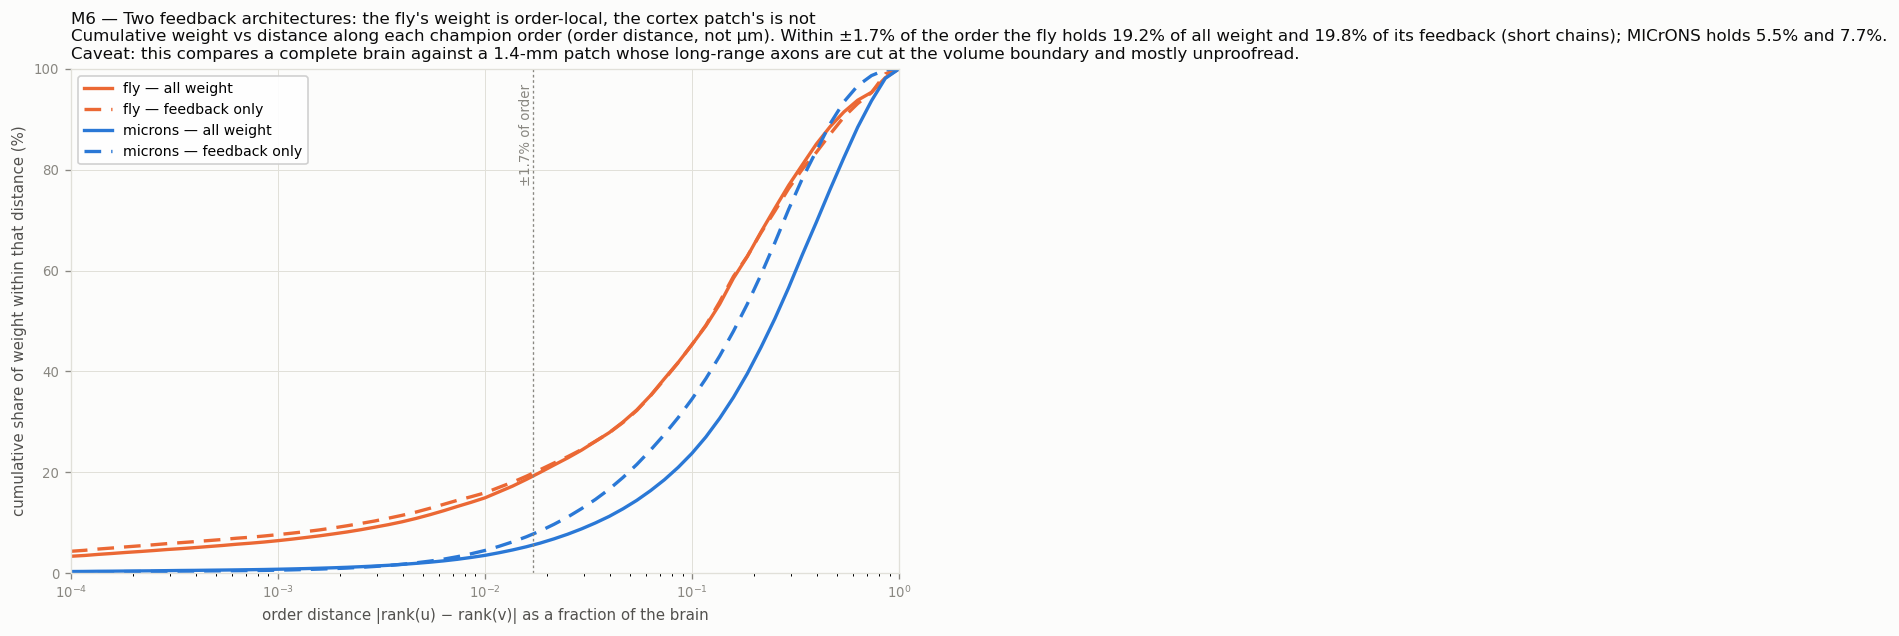 M6 — Two feedback architectures: the fly's weight is order-local, the cortex patch's is not
Cumulative weight vs distance along each champion order (order distance, not µm). Within ±1.7% of the order the fly holds 19.2% of all weight and 19.8% of its feedback (short chains); MICrONS holds 5.5% and 7.7%.
Caveat: this compares a complete brain against a 1.4-mm patch whose long-range axons are cut at the volume boundary and mostly unproofread.
fly — all weight
fly — feedback only
microns — all weight
microns — feedback only
±1.7% of order
cumulative share of weight within that distance (%)
100
80
60
40
20
0
10⁻⁴
10⁻³
10⁻²
10⁻¹
10⁰
order distance |rank(u) − rank(v)| as a fraction of the brain